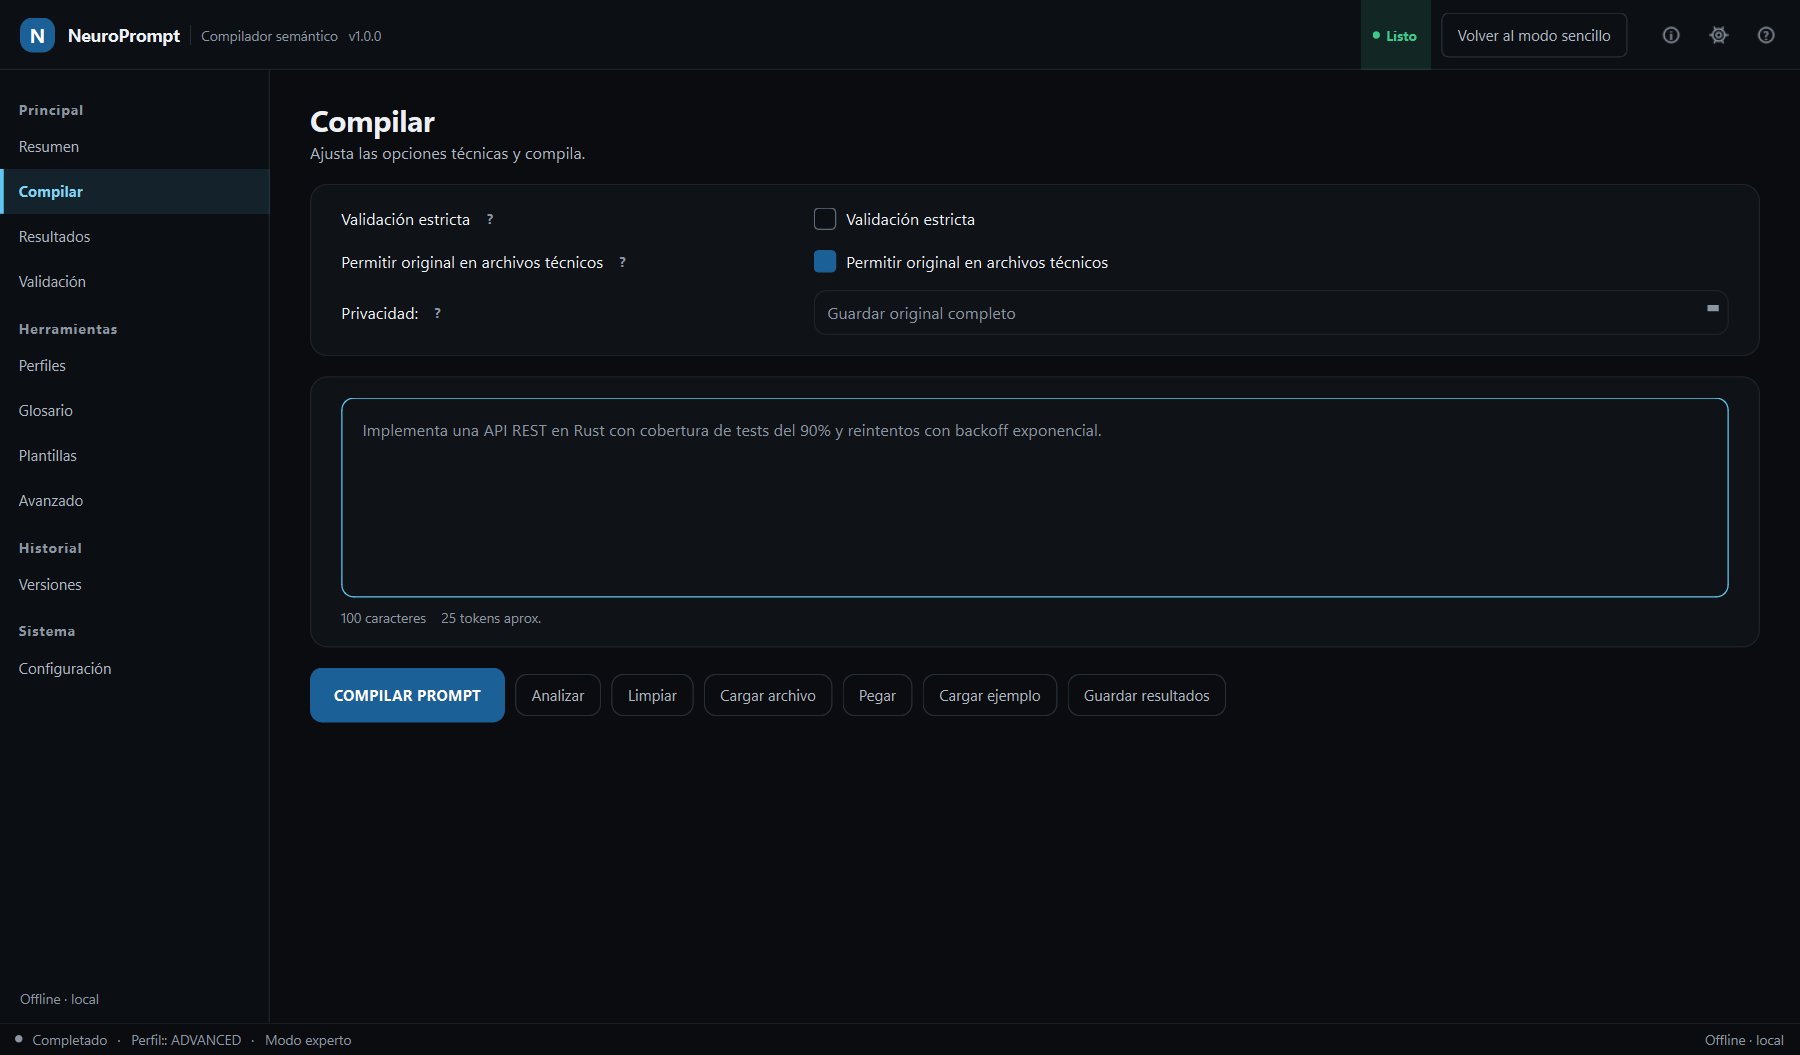 N NeuroPrompt Compilador semántico v1.0.0 Listo Volver al modo sencillo
Principal
Resumen
Compilar
Resultados
Validación
Herramientas
Perfiles
Glosario
Plantillas
Avanzado
Historial
Versiones
Sistema
Configuración
Offline · local
Compilar
Ajusta las opciones técnicas y compila.
Validación estricta ? Validación estricta
Permitir original en archivos técnicos ? Permitir original en archivos técnicos
Privacidad: ? Guardar original completo
Implementa una API REST en Rust con cobertura de tests del 90% y reintentos con backoff exponencial.
100 caracteres 25 tokens aprox.
COMPILAR PROMPT Analizar Limpiar Cargar archivo Pegar Cargar ejemplo Guardar resultados
Completado · Perfil:: ADVANCED · Modo experto Offline · local